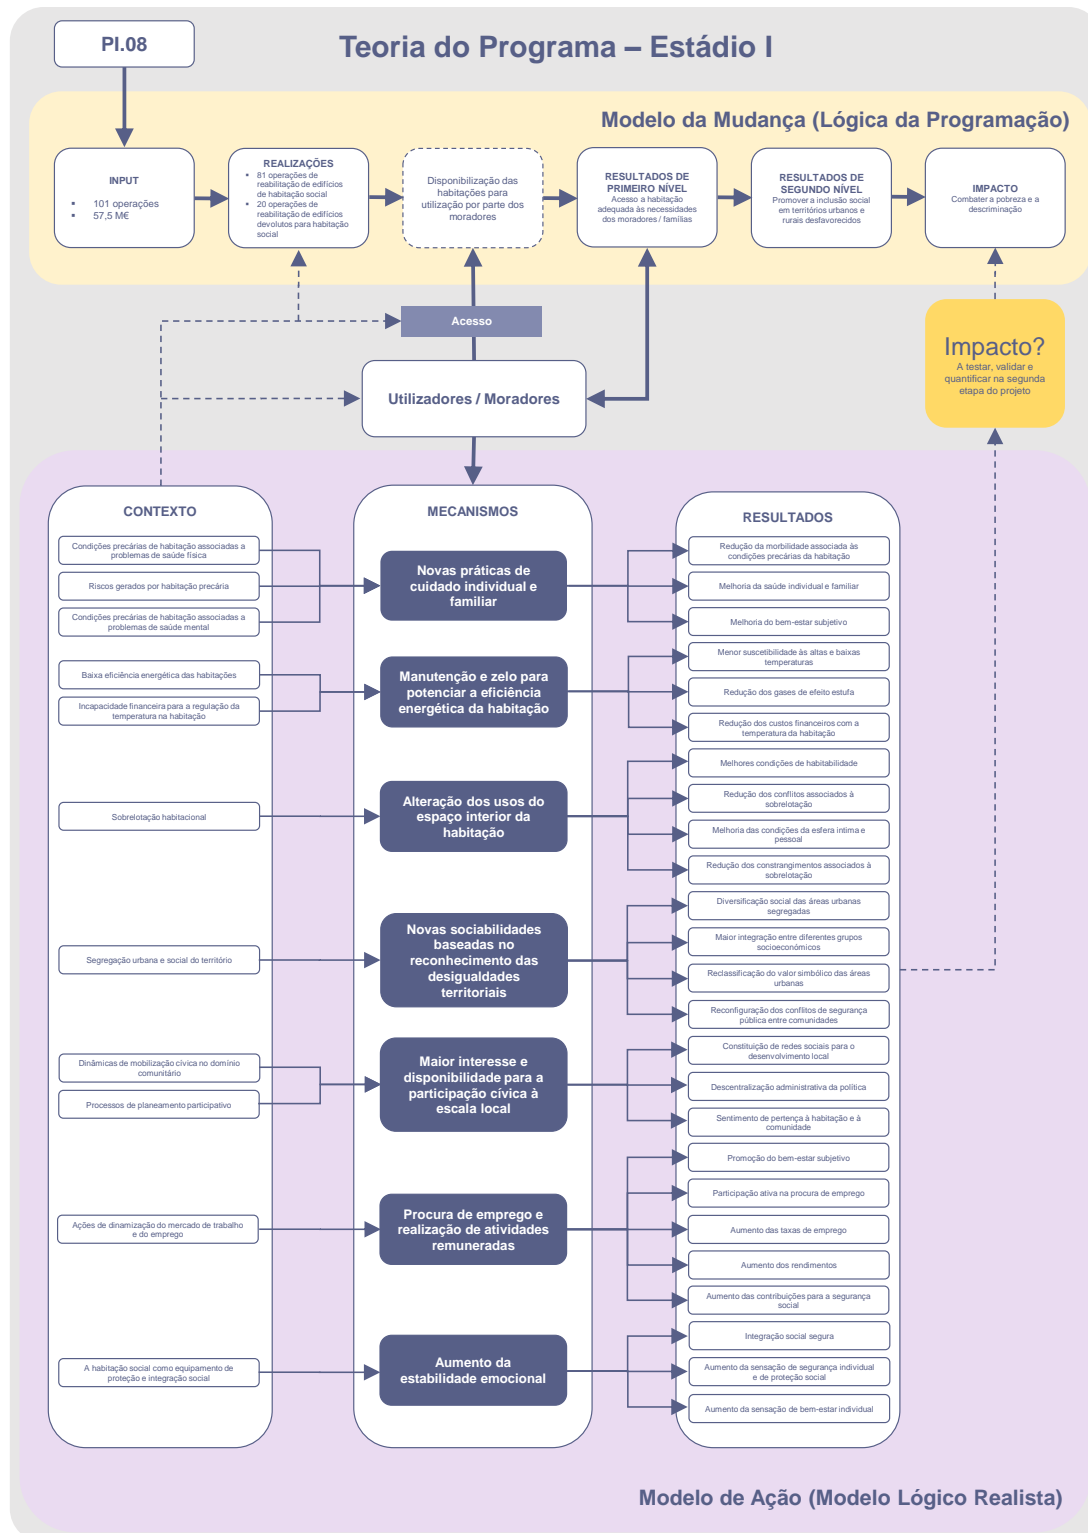 PI.08
Teoria do Programa – Estádio I
Modelo da Mudança (Lógica da Programação)
INPUT
▪ 101 operações
▪ 57,5 M€
REALIZAÇÕES
▪ 81 operações de
reabilitação de edifícios
de habitação social
▪ 20 operações de
reabilitação de edifícios
devolutos para habitação
social
Disponibilização das
habitações para
utilização por parte dos
moradores
RESULTADOS DE
PRIMEIRO NÍVEL
Acesso a habitação
adequada às necessidades
dos moradores / famílias
RESULTADOS DE
SEGUNDO NÍVEL
Promover a inclusão social
em territórios urbanos e
rurais desfavorecidos
IMPACTO
Combater a pobreza e a
descriminação
Acesso
Utilizadores / Moradores
Impacto?
A testar, validar e
quantificar na segunda
etapa do projeto
CONTEXTO
Condições precárias de habitação associadas a
problemas de saúde física
Riscos gerados por habitação precária
Condições precárias de habitação associadas a
problemas de saúde mental
Baixa eficiência energética das habitações
Incapacidade financeira para a regulação da
temperatura na habitação
Sobrelotação habitacional
Segregação urbana e social do território
Dinâmicas de mobilização cívica no domínio
comunitário
Processos de planeamento participativo
Ações de dinamização do mercado de trabalho
e do emprego
A habitação social como equipamento de
proteção e integração social
MECANISMOS
Novas práticas de
cuidado individual e
familiar
Manutenção e zelo para
potenciar a eficiência
energética da habitação
Alteração dos usos do
espaço interior da
habitação
Novas sociabilidades
baseadas no
reconhecimento das
desigualdades
territoriais
Maior interesse e
disponibilidade para a
participação cívica à
escala local
Procura de emprego e
realização de atividades
remuneradas
Aumento da
estabilidade emocional
RESULTADOS
Redução da morbilidade associada às
condições precárias da habitação
Melhoria da saúde individual e familiar
Melhoria do bem-estar subjetivo
Menor suscetibilidade às altas e baixas
temperaturas
Redução dos gases de efeito estufa
Redução dos custos financeiros com a
temperatura da habitação
Melhores condições de habitabilidade
Redução dos conflitos associados à
sobrelotação
Melhoria das condições da esfera intima e
pessoal
Redução dos constrangimentos associados à
sobrelotação
Diversificação social das áreas urbanas
segregadas
Maior integração entre diferentes grupos
socioeconómicos
Reclassificação do valor simbólico das áreas
urbanas
Reconfiguração dos conflitos de segurança
pública entre comunidades
Constituição de redes sociais para o
desenvolvimento local
Descentralização administrativa da política
Sentimento de pertença à habitação e à
comunidade
Promoção do bem-estar subjetivo
Participação ativa na procura de emprego
Aumento das taxas de emprego
Aumento dos rendimentos
Aumento das contribuições para a segurança
social
Integração social segura
Aumento da sensação de segurança individual
e de proteção social
Aumento da sensação de bem-estar individual
Modelo de Ação (Modelo Lógico Realista)